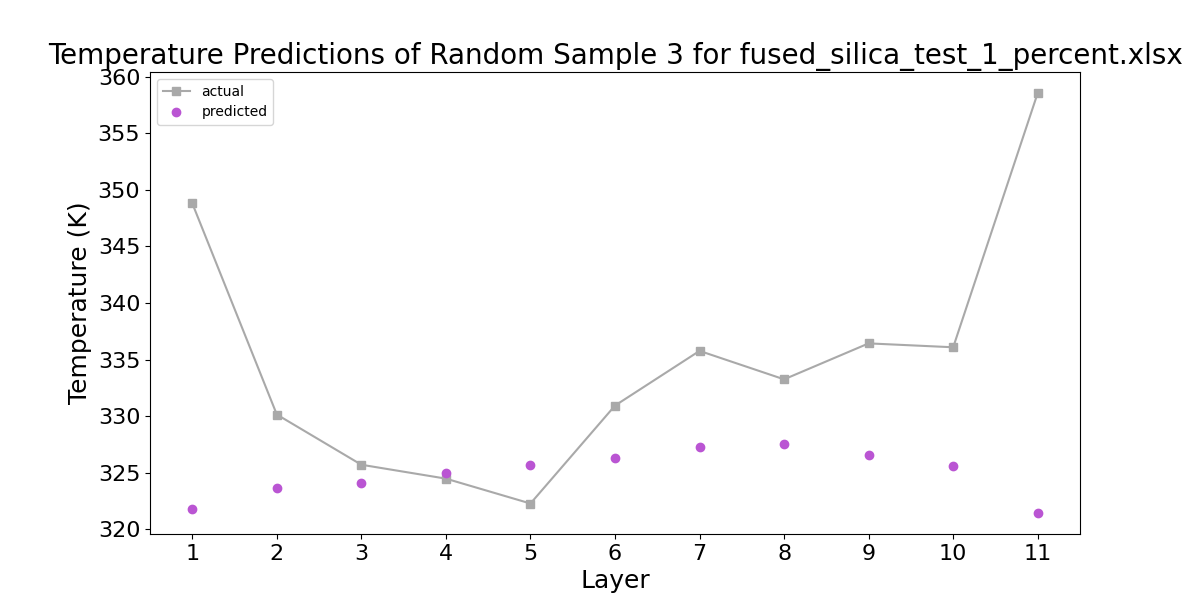 Temperature Predictions of Random Sample 3 for fused_silica_test_1_percent.xlsx
actual
predicted
360
355
350
345
340
335
330
325
320
Temperature (K)
1 2 3 4 5 6 7 8 9 10 11
Layer